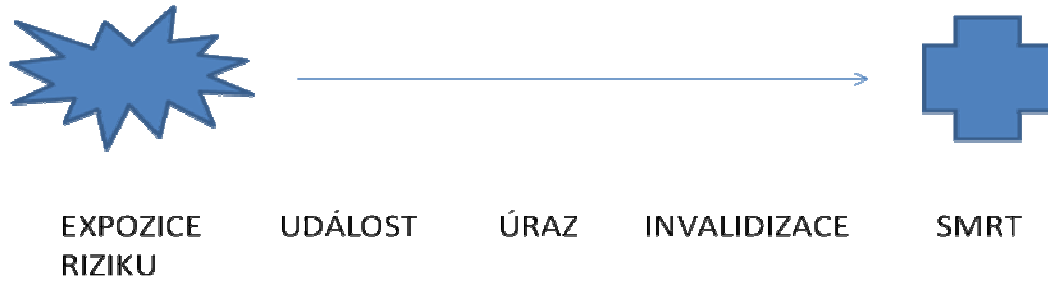 EXPOZICE RIZIKU
UDÁLOST
ÚRAZ
INVALIDIZACE
SMRT